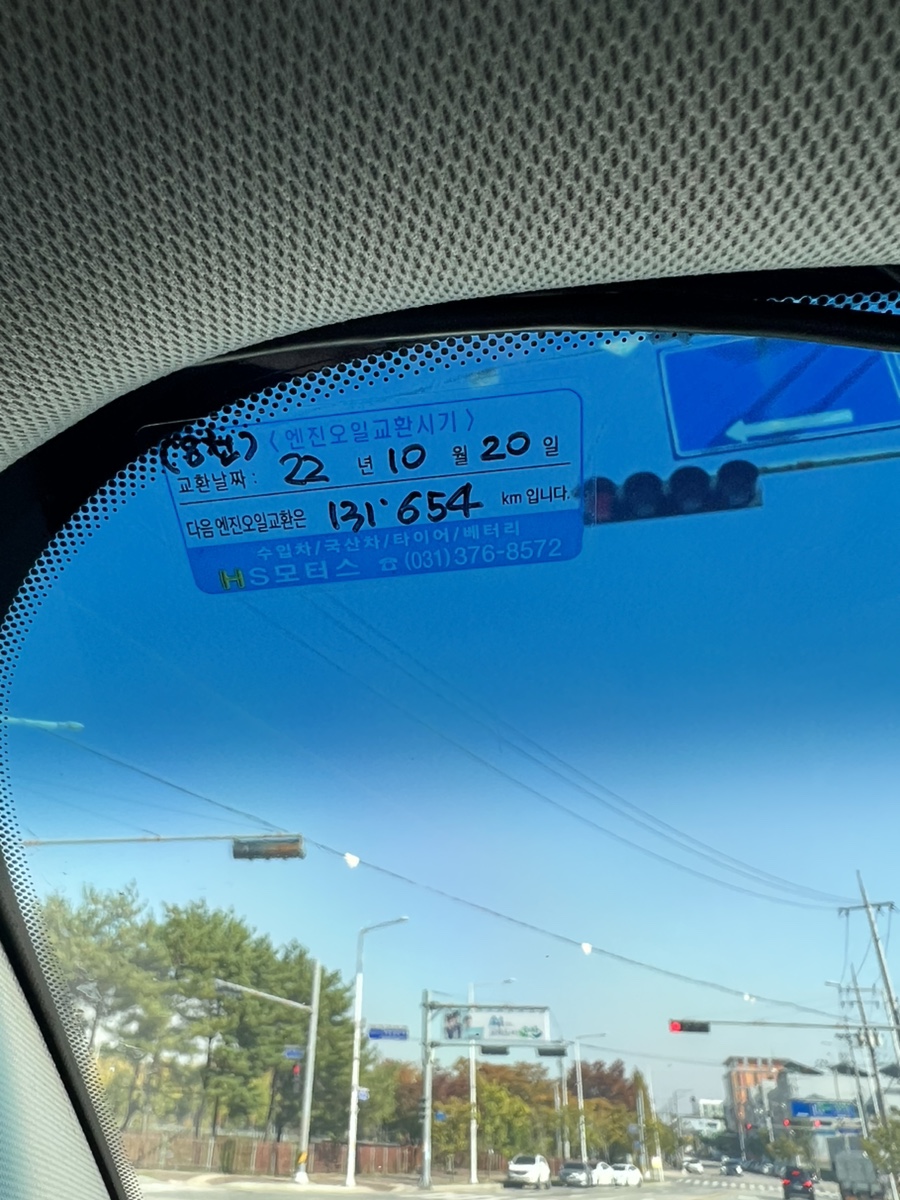 <엔진오일교환시기>
교환날짜 : 22 년 10 월 20 일
다음 엔진오일교환은 131·654 km 입니다.
수입차/국산차/타이어/배터리
HS모터스 ☎ (031) 376-8572